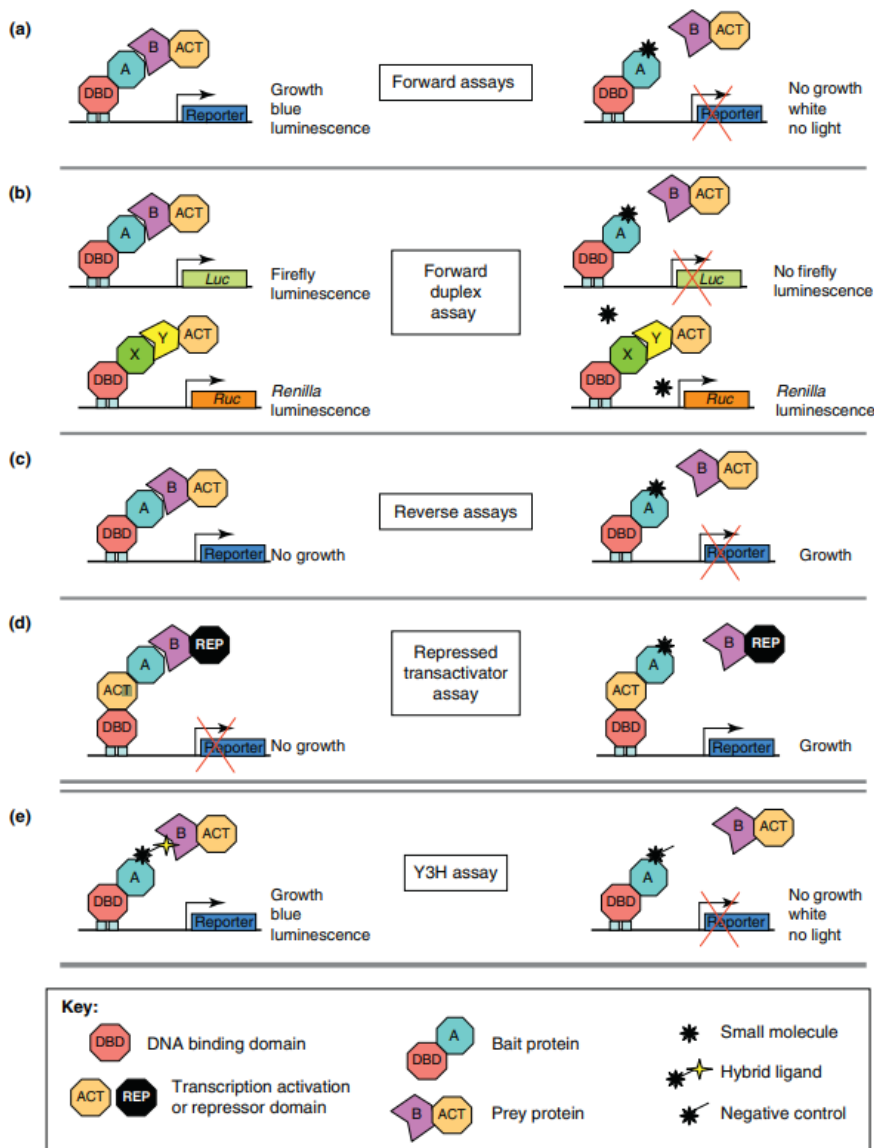 (a)
DBD
A
B
ACT
Reporter
Growth
blue
luminescence
Forward assays
DBD
A
B
ACT
Reporter
No growth
white
no light
(b)
DBD
A
B
ACT
Luc
Firefly
luminescence
DBD
X
Y
ACT
Ruc
Renilla
luminescence
Forward
duplex
assay
DBD
A
B
ACT
Luc
No firefly
luminescence
DBD
X
Y
ACT
Ruc
Renilla
luminescence
(c)
DBD
A
B
ACT
Reporter
No growth
Reverse assays
DBD
A
B
ACT
Reporter
Growth
(d)
DBD
ACT
A
B
REP
Reporter
No growth
Repressed
transactivator
assay
DBD
ACT
A
B
REP
Reporter
Growth
(e)
DBD
A
B
ACT
Reporter
Growth
blue
luminescence
Y3H assay
DBD
A
B
ACT
Reporter
No growth
white
no light
Key:
DBD
DNA binding domain
ACT
REP
Transcription activation
or repressor domain
A
DBD
Bait protein
B
ACT
Prey protein
Small molecule
Hybrid ligand
Negative control